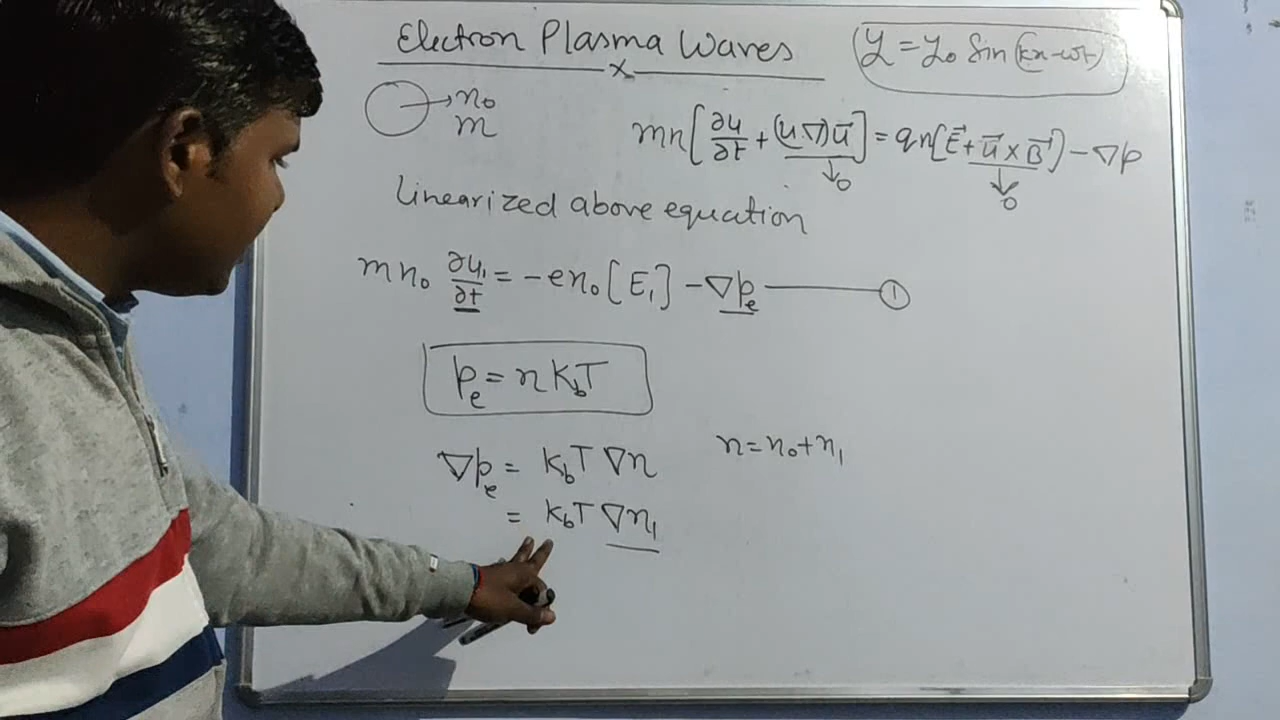 Electron Plasma Waves
y = y₀ Sin(kx-ωt)
x
n₀
m
mn[∂u/∂t + (u.∇)u⃗] = qn[E⃗ + u⃗ × B⃗) - ∇p
↓0 ↓0
Linearized above equation
mn₀ ∂u₁/∂t = -en₀[E₁] - ∇pₑ —— ①
pₑ = nK_bT
∇pₑ = K_bT ∇n n = n₀+n₁
= K_bT ∇n₁